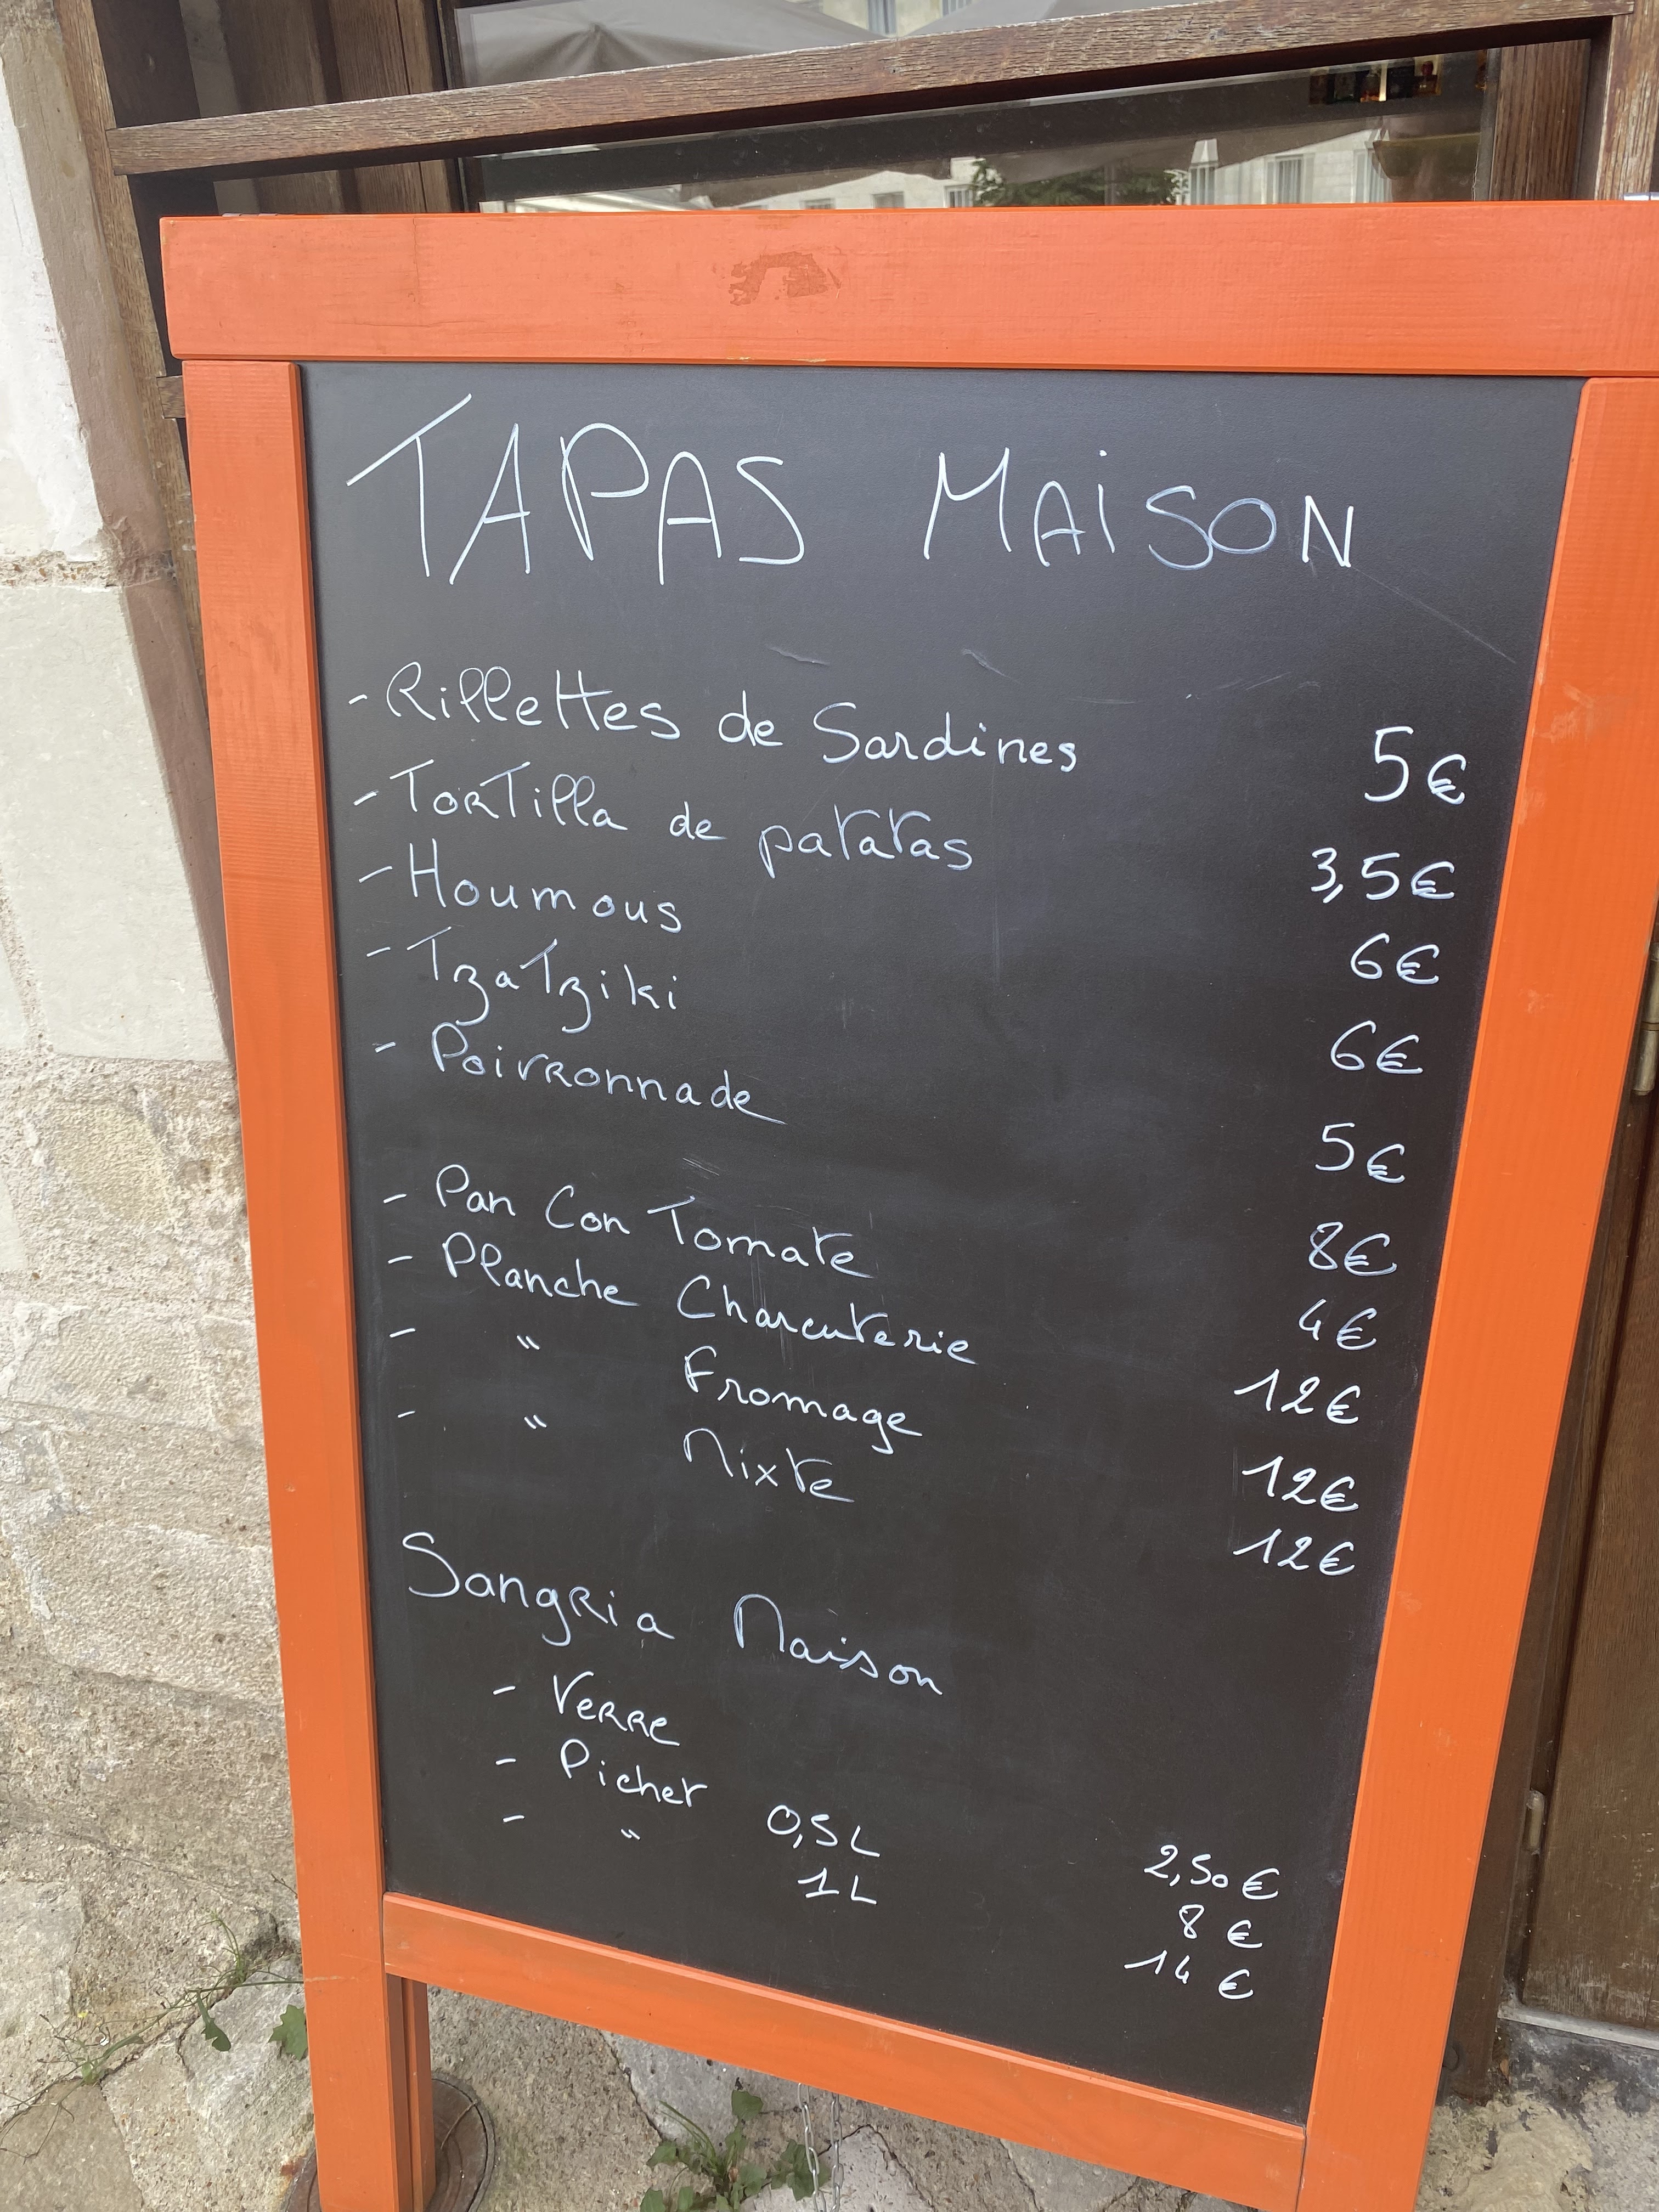 TAPAS MAISON
- Rillettes de Sardines 5€
- Tortilla de patatas 3,5€
- Houmous 6€
- Tzatziki 6€
- Poivronnade 5€
8€
- Pan Con Tomate 4€
- Planche Charcuterie 12€
- " Fromage 12€
- " Mixte 12€
Sangria Maison
- Verre 2,50€
- Pichet 0,5L 8€
- " 1L 14€